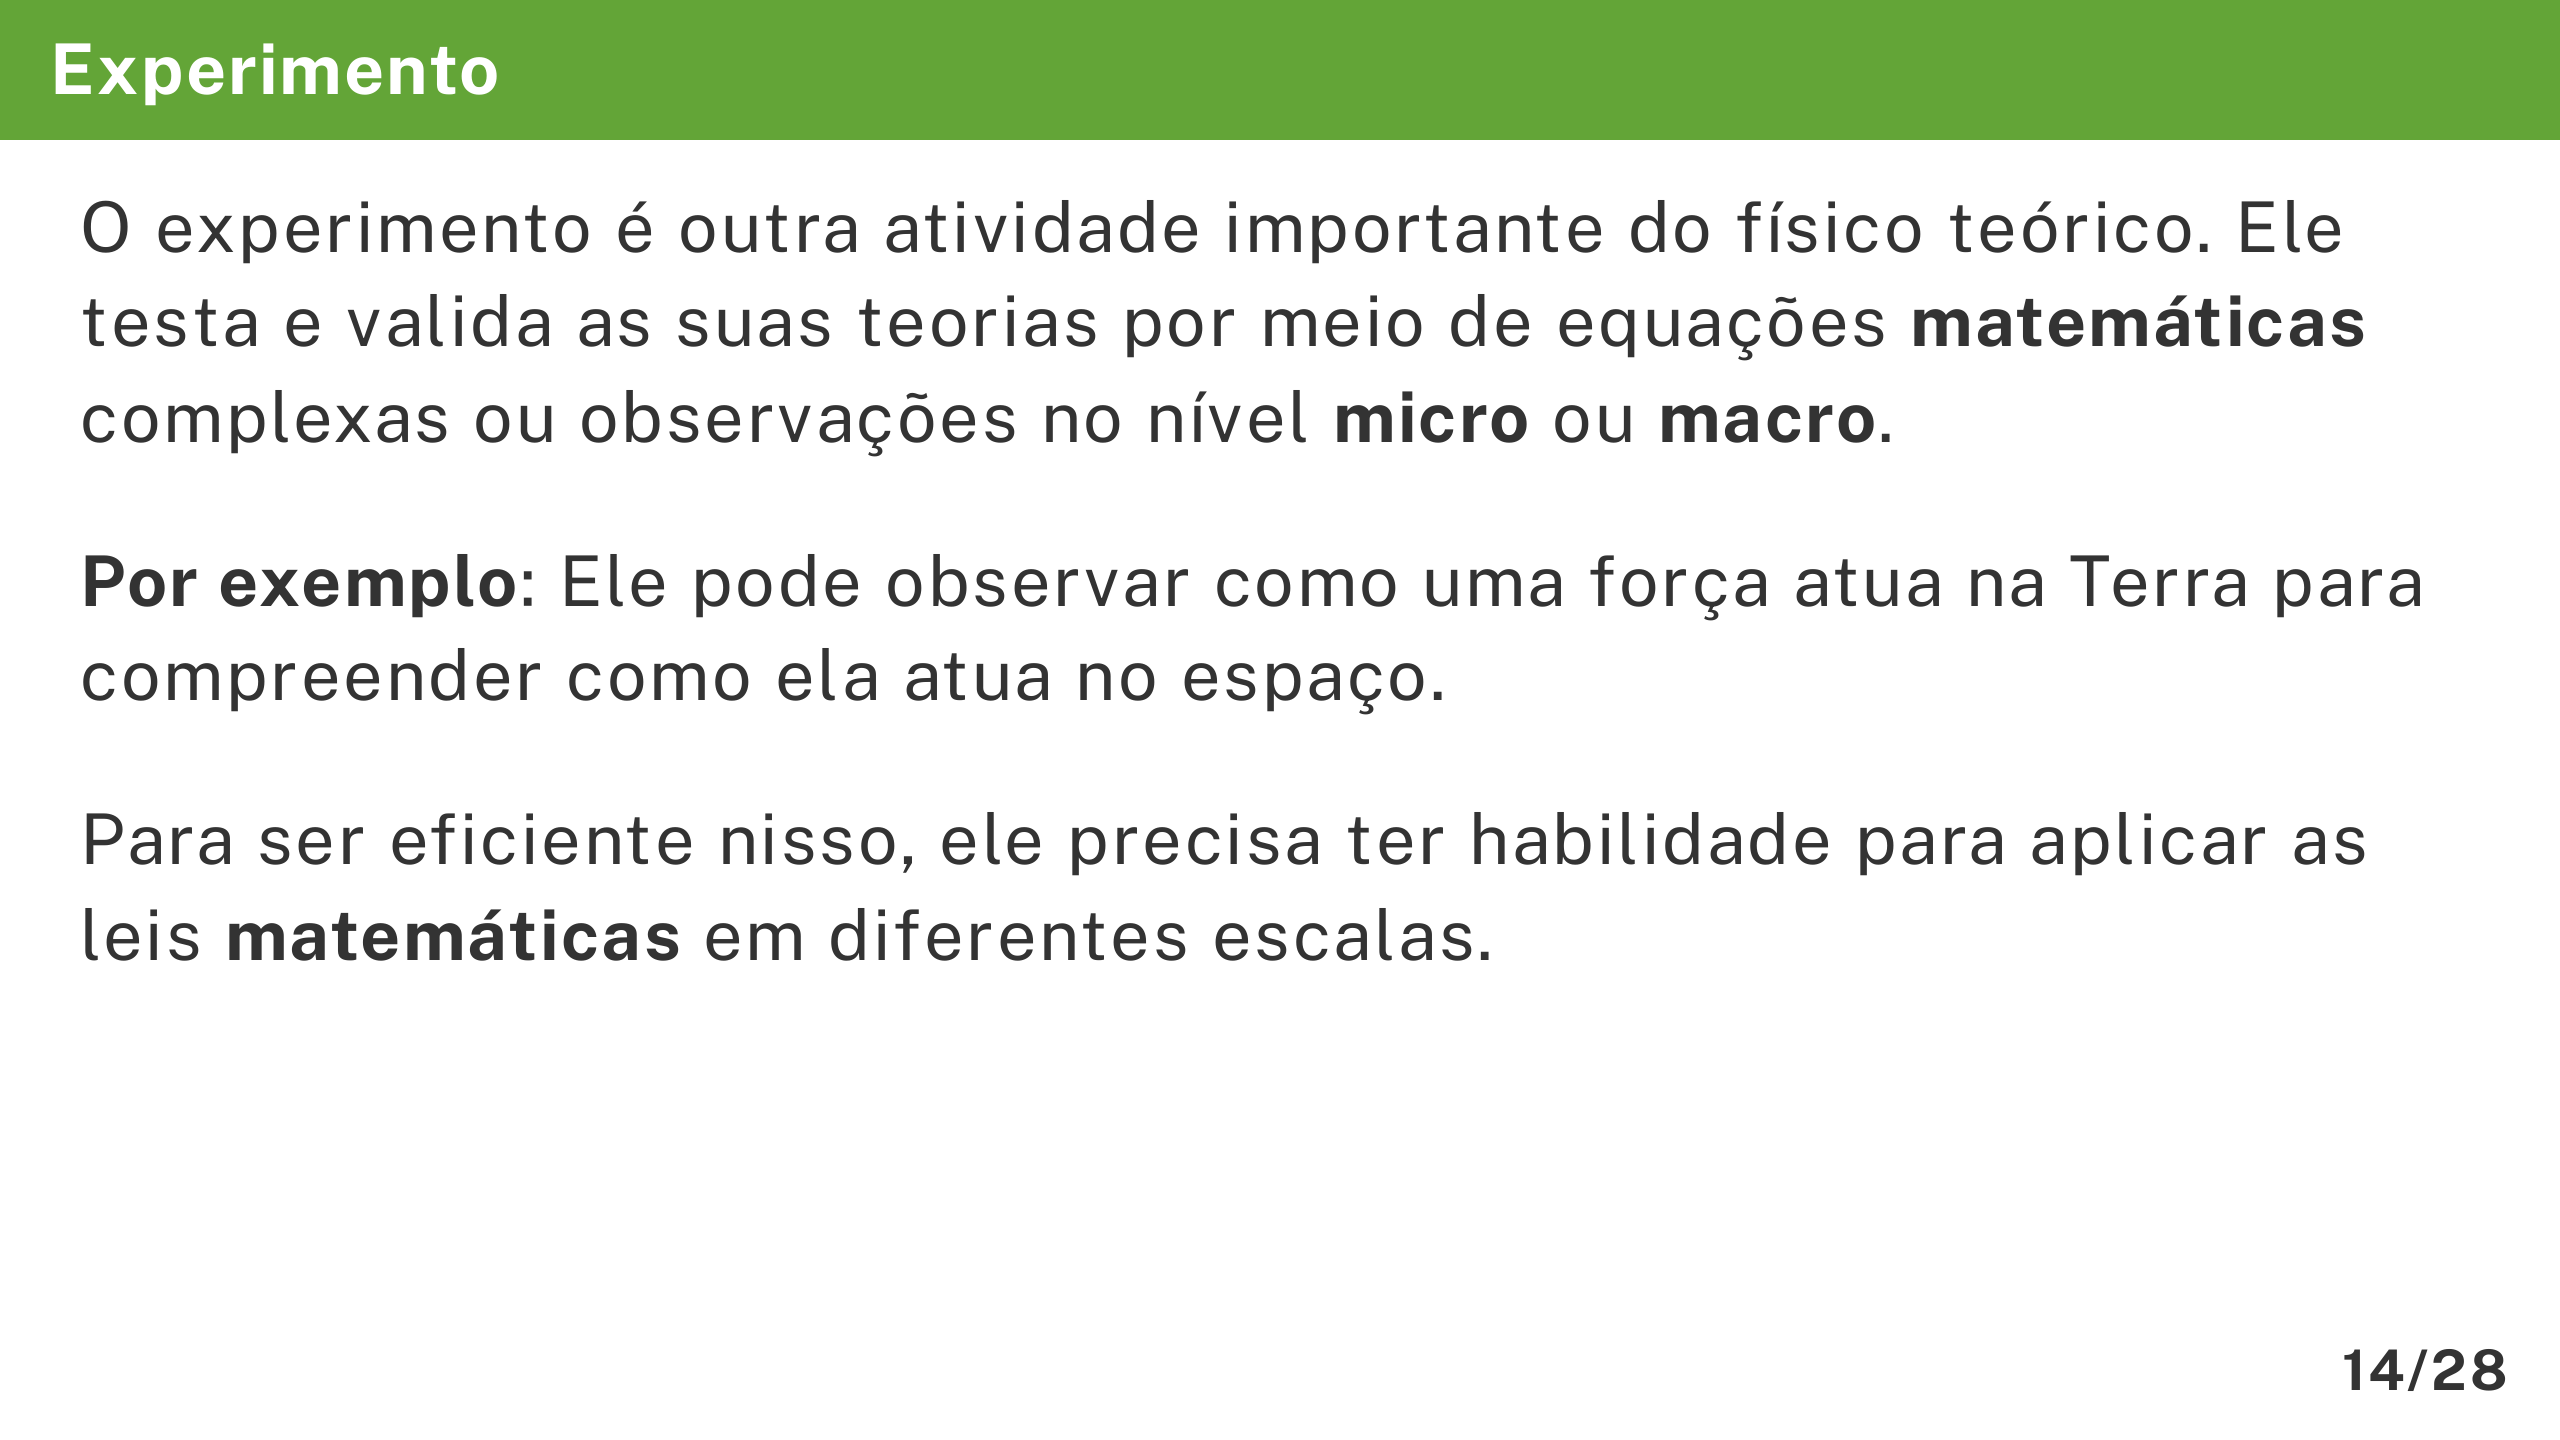 Experimento
O experimento é outra atividade importante do físico teórico. Ele
testa e valida as suas teorias por meio de equações matemáticas
complexas ou observações no nível micro ou macro.
Por exemplo: Ele pode observar como uma força atua na Terra para
compreender como ela atua no espaço.
Para ser eficiente nisso, ele precisa ter habilidade para aplicar as
leis matemáticas em diferentes escalas.
14/28